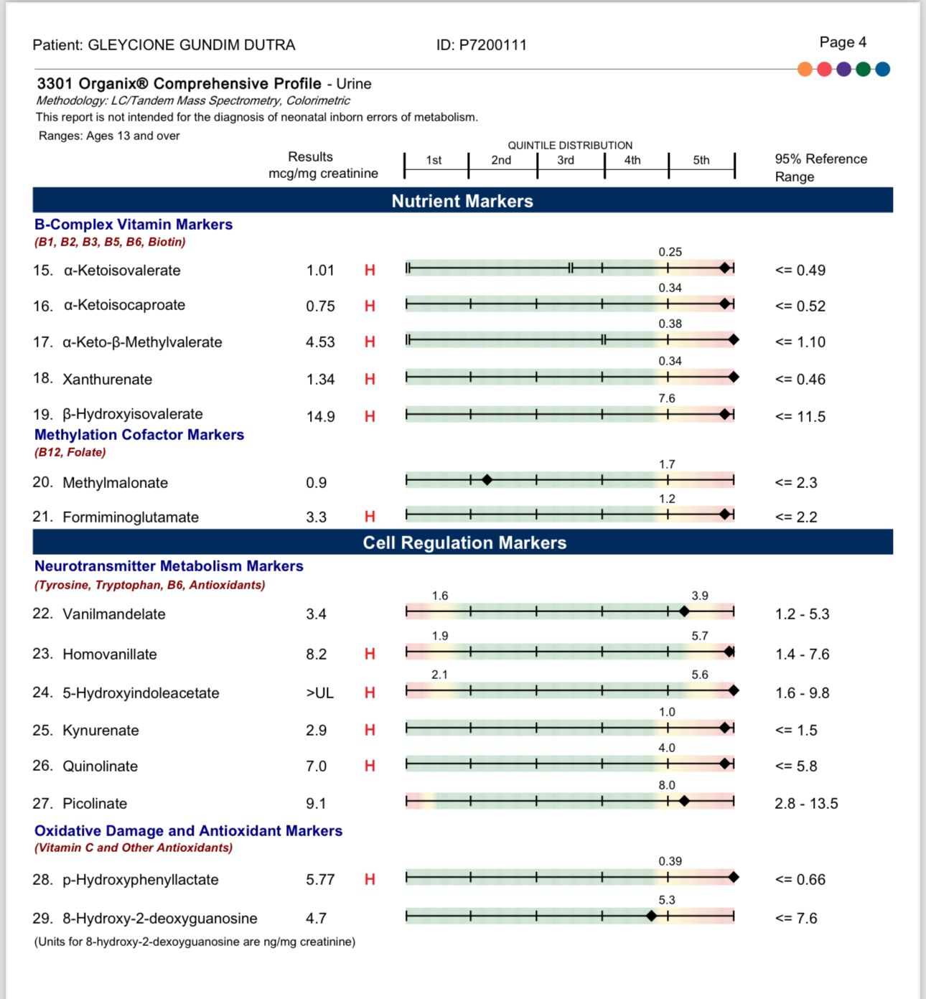 Patient: GLEYCIONE GUNDIM DUTRA ID: P7200111 Page 4
3301 Organix® Comprehensive Profile - Urine
Methodology: LC/Tandem Mass Spectrometry, Colorimetric
This report is not intended for the diagnosis of neonatal inborn errors of metabolism.
Ranges: Ages 13 and over
QUINTILE DISTRIBUTION
Results 1st 2nd 3rd 4th 5th 95% Reference
mcg/mg creatinine Range
Nutrient Markers
B-Complex Vitamin Markers
(B1, B2, B3, B5, B6, Biotin)
0.25
15. α-Ketoisovalerate 1.01 H <= 0.49
0.34
16. α-Ketoisocaproate 0.75 H <= 0.52
0.38
17. α-Keto-β-Methylvalerate 4.53 H <= 1.10
0.34
18. Xanthurenate 1.34 H <= 0.46
7.6
19. β-Hydroxyisovalerate 14.9 H <= 11.5
Methylation Cofactor Markers
(B12, Folate)
1.7
20. Methylmalonate 0.9 <= 2.3
1.2
21. Formiminoglutamate 3.3 H <= 2.2
Cell Regulation Markers
Neurotransmitter Metabolism Markers
(Tyrosine, Tryptophan, B6, Antioxidants)
1.6 3.9
22. Vanilmandelate 3.4 1.2 - 5.3
1.9 5.7
23. Homovanillate 8.2 H 1.4 - 7.6
2.1 5.6
24. 5-Hydroxyindoleacetate >UL H 1.6 - 9.8
1.0
25. Kynurenate 2.9 H <= 1.5
4.0
26. Quinolinate 7.0 H <= 5.8
8.0
27. Picolinate 9.1 2.8 - 13.5
Oxidative Damage and Antioxidant Markers
(Vitamin C and Other Antioxidants)
0.39
28. p-Hydroxyphenyllactate 5.77 H <= 0.66
5.3
29. 8-Hydroxy-2-deoxyguanosine 4.7 <= 7.6
(Units for 8-hydroxy-2-dexoyguanosine are ng/mg creatinine)